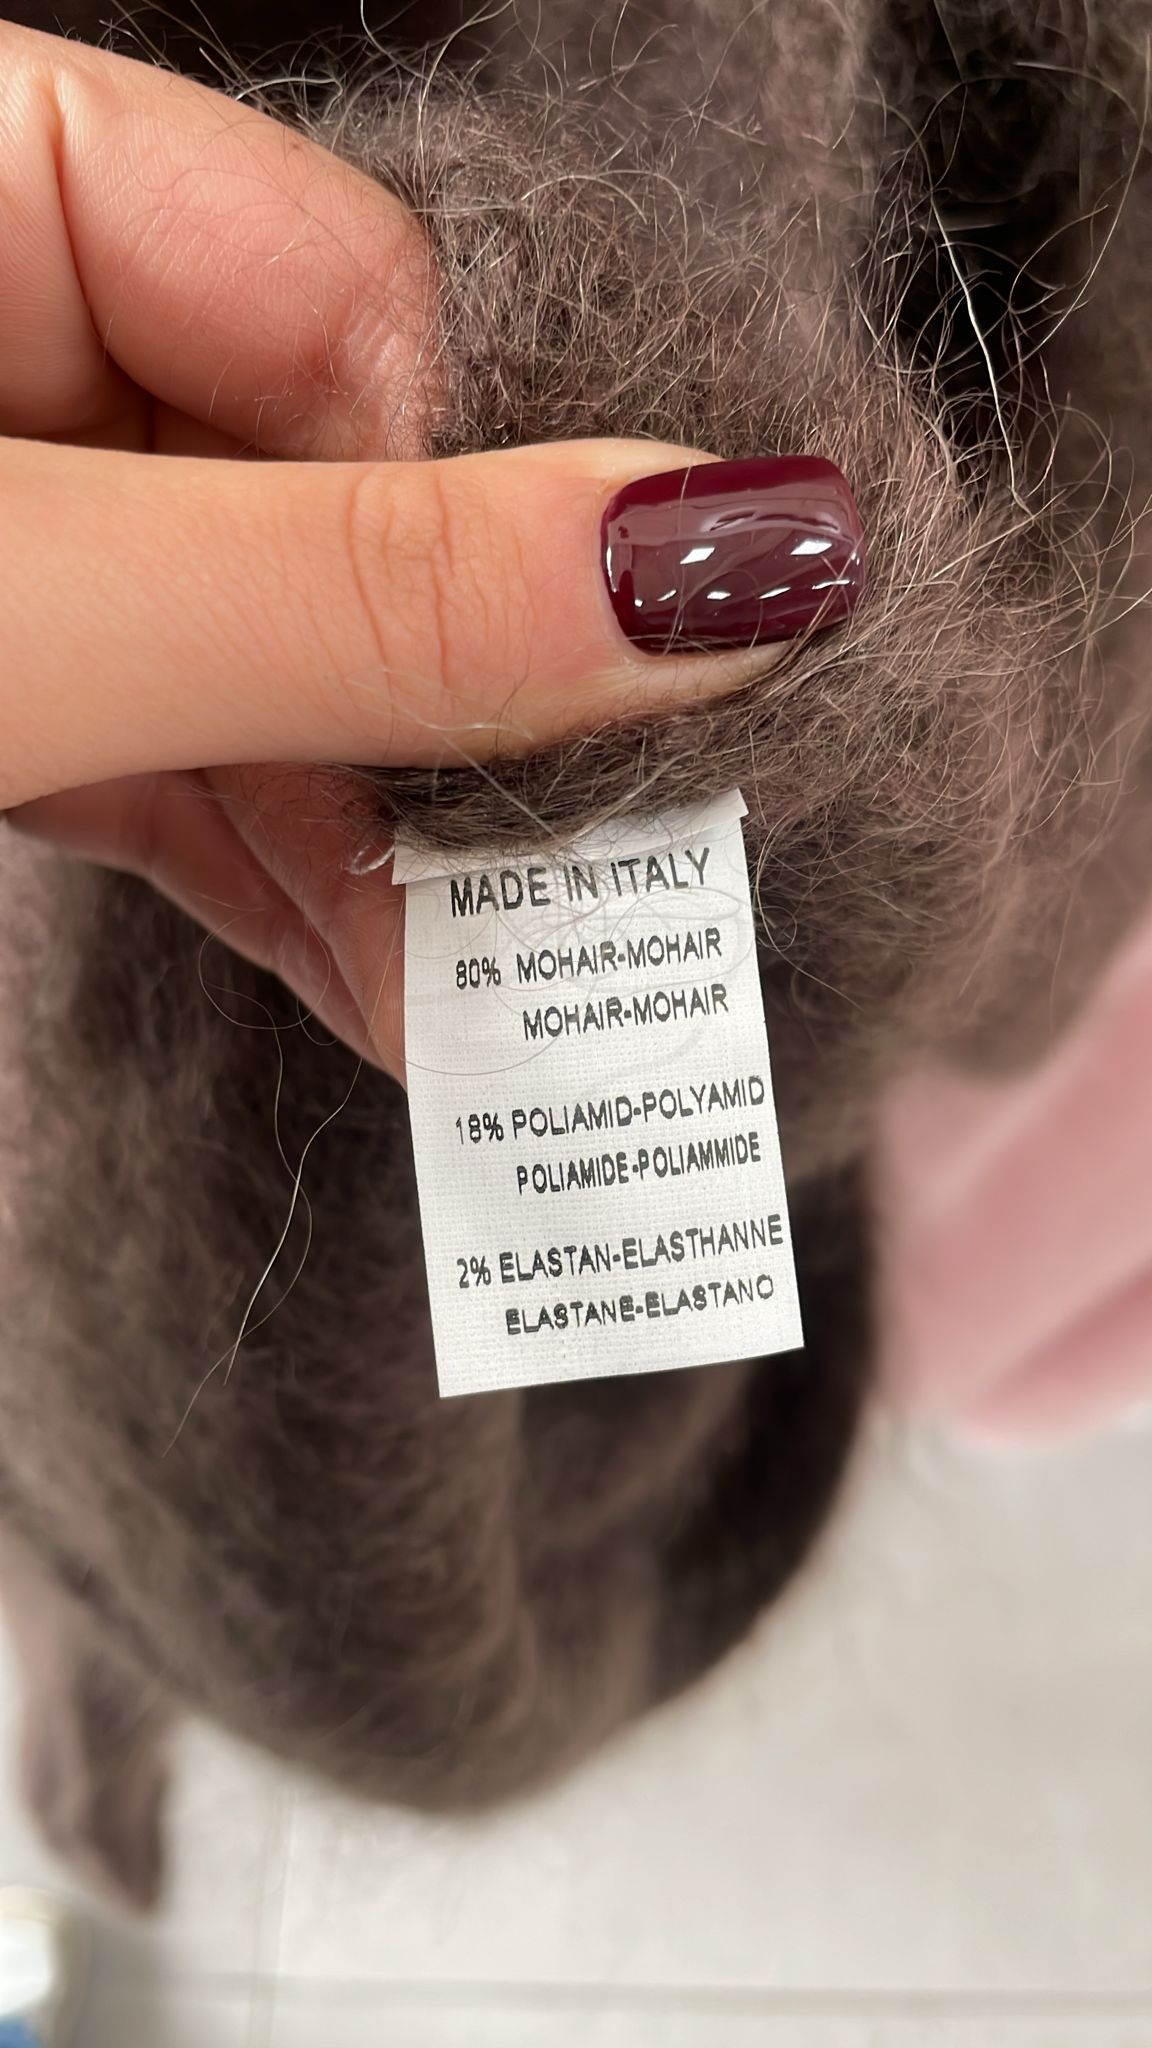 MADE IN ITALY
80% MOHAIR-MOHAIR
MOHAIR-MOHAIR
18% POLIAMID-POLYAMID
POLIAMIDE-POLIAMMIDE
2% ELASTAN-ELASTHANNE
ELASTANE-ELASTANO